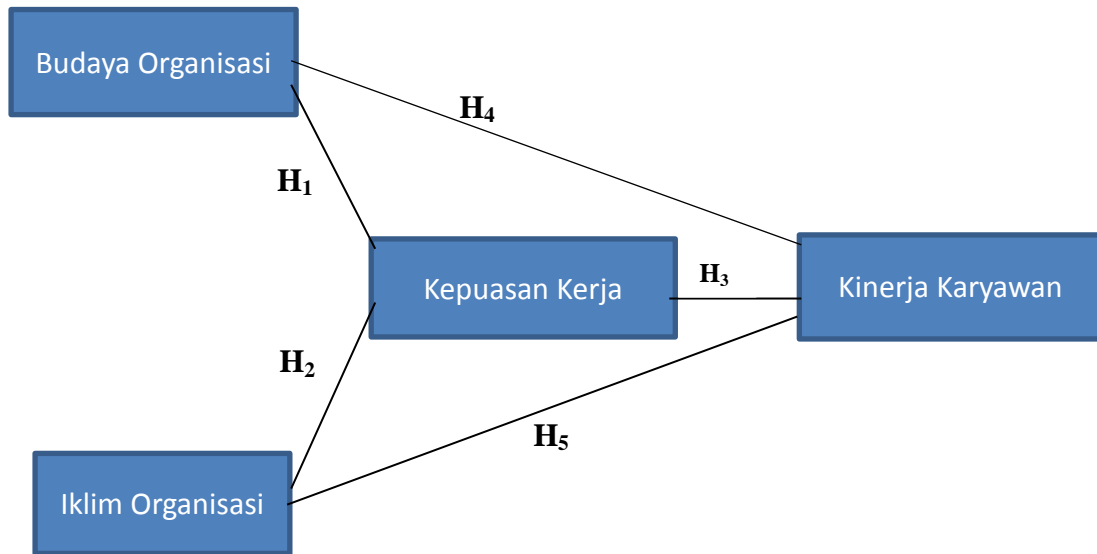 Budaya Organisasi
H₄
H₁
Kepuasan Kerja
H₃
Kinerja Karyawan
H₂
H₅
Iklim Organisasi